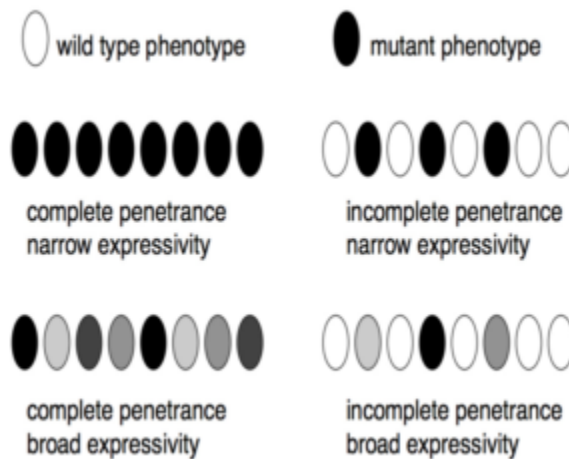 wild type phenotype
mutant phenotype
complete penetrance
narrow expressivity
incomplete penetrance
narrow expressivity
complete penetrance
broad expressivity
incomplete penetrance
broad expressivity